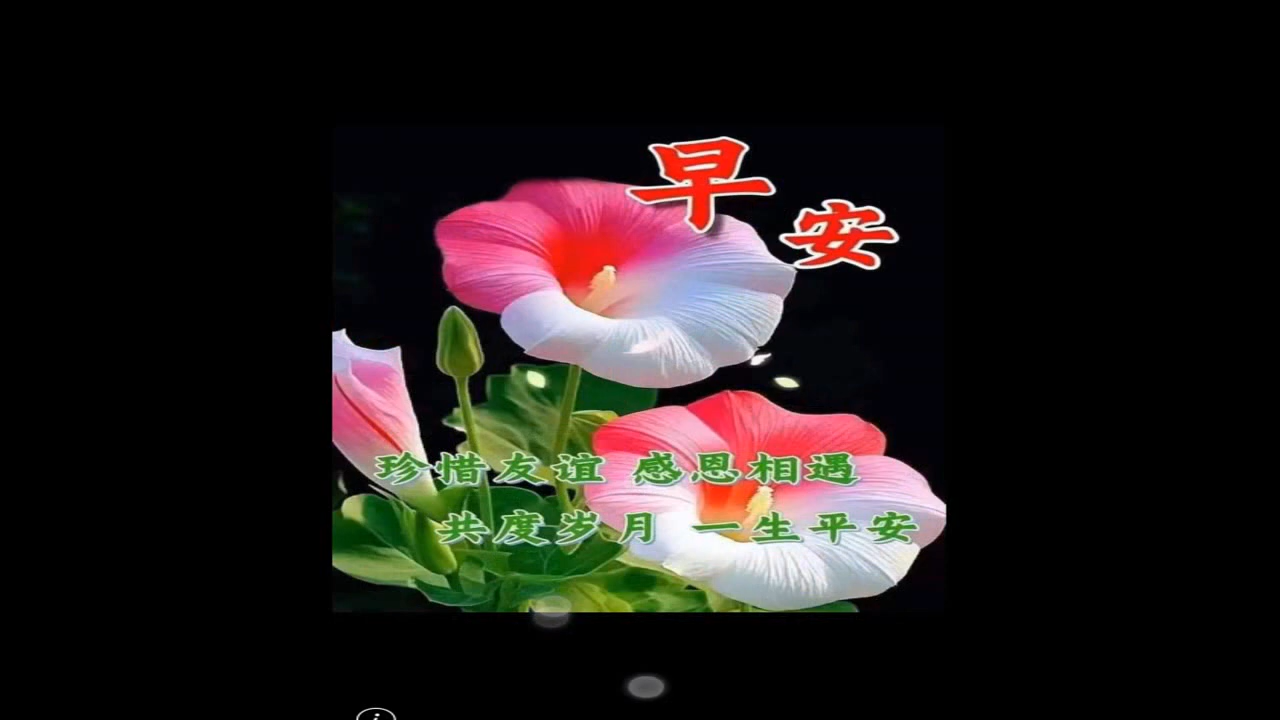 早安
珍惜友谊 感恩相遇
共度岁月 一生平安